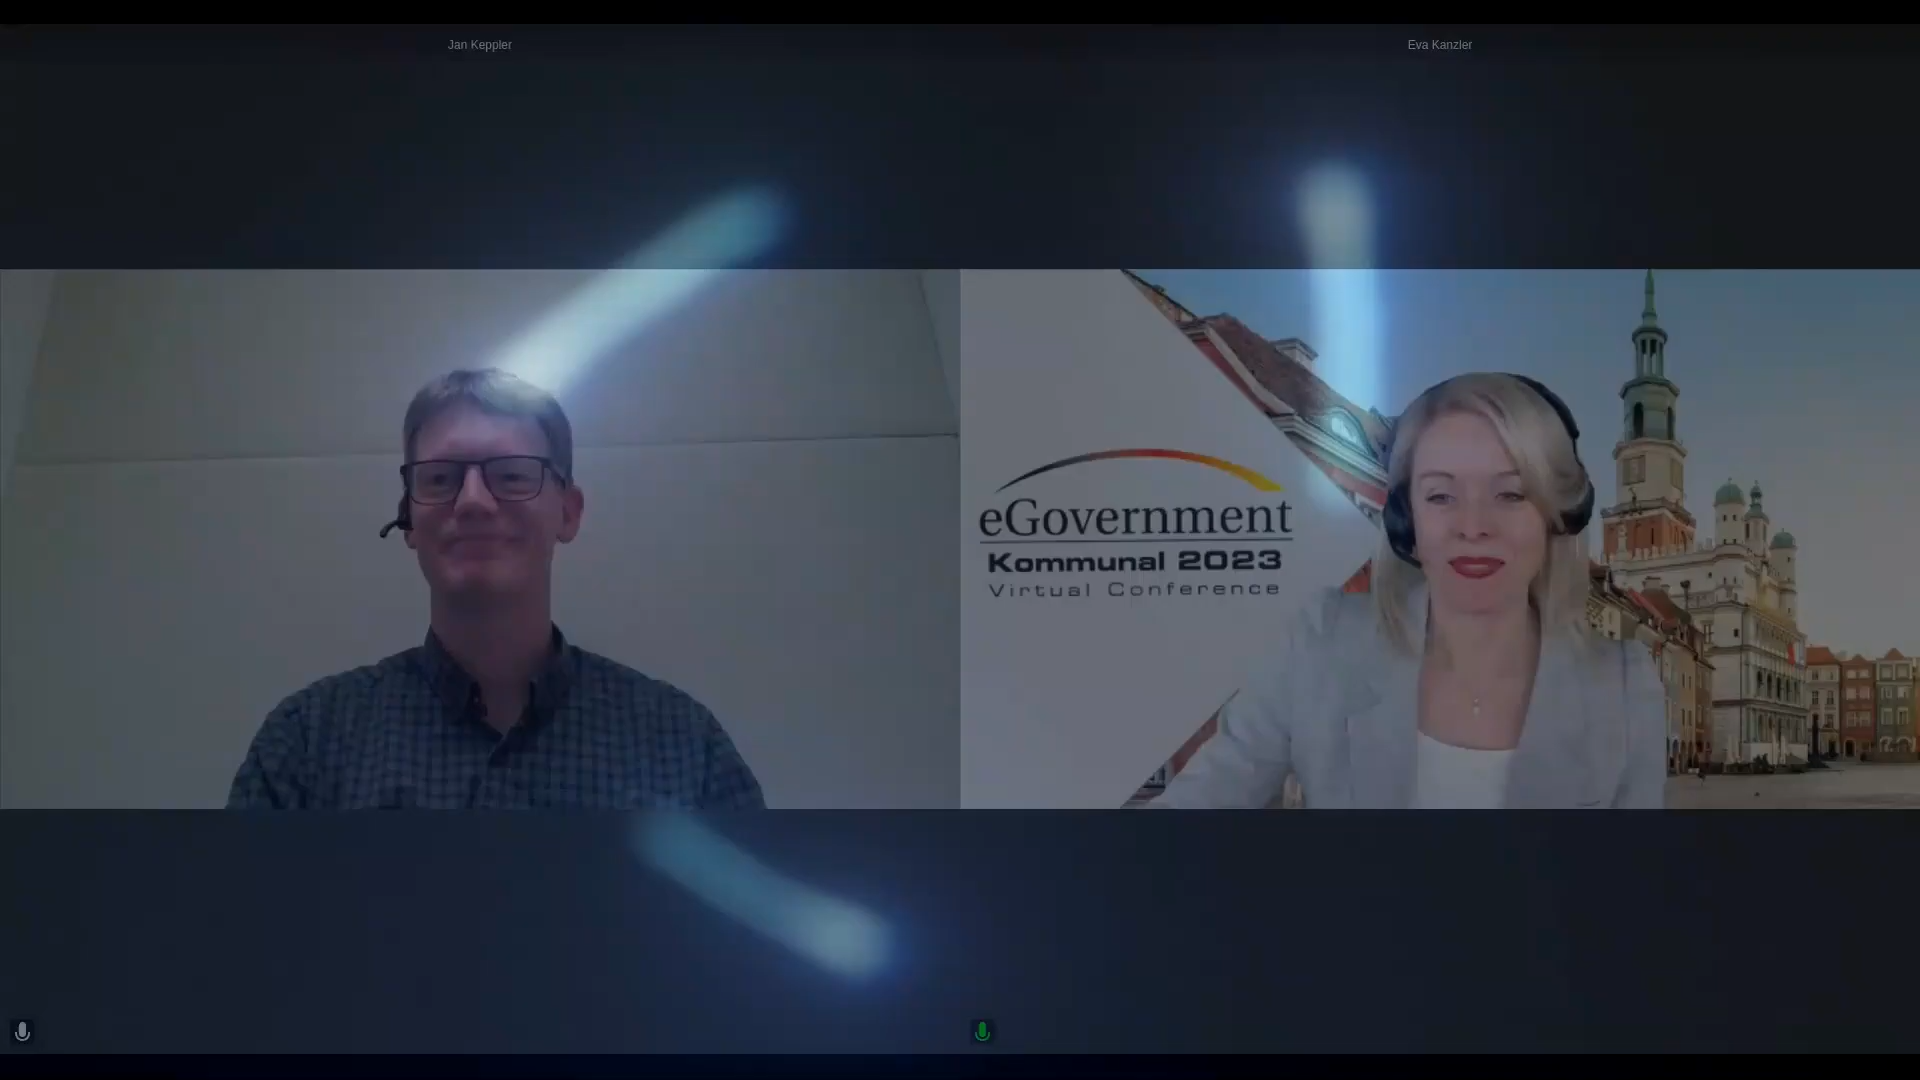 Jan Keppler
Eva Kanzler
eGovernment
Kommunal 2023
Virtual Conference